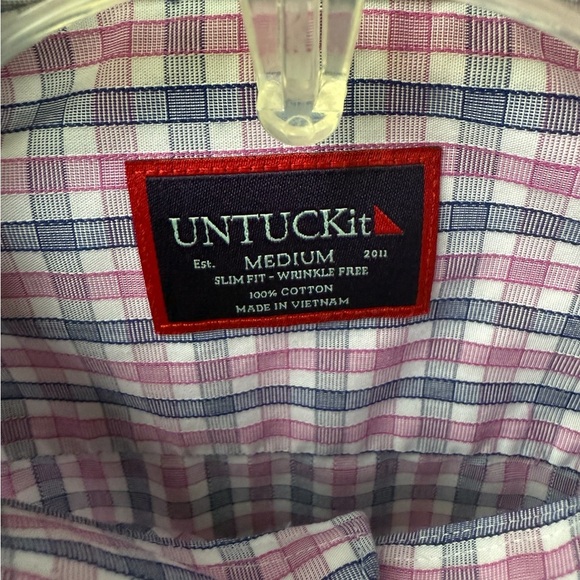 UNTUCKit
Est. MEDIUM 2011
SLIM FIT - WRINKLE FREE
100% COTTON
MADE IN VIETNAM